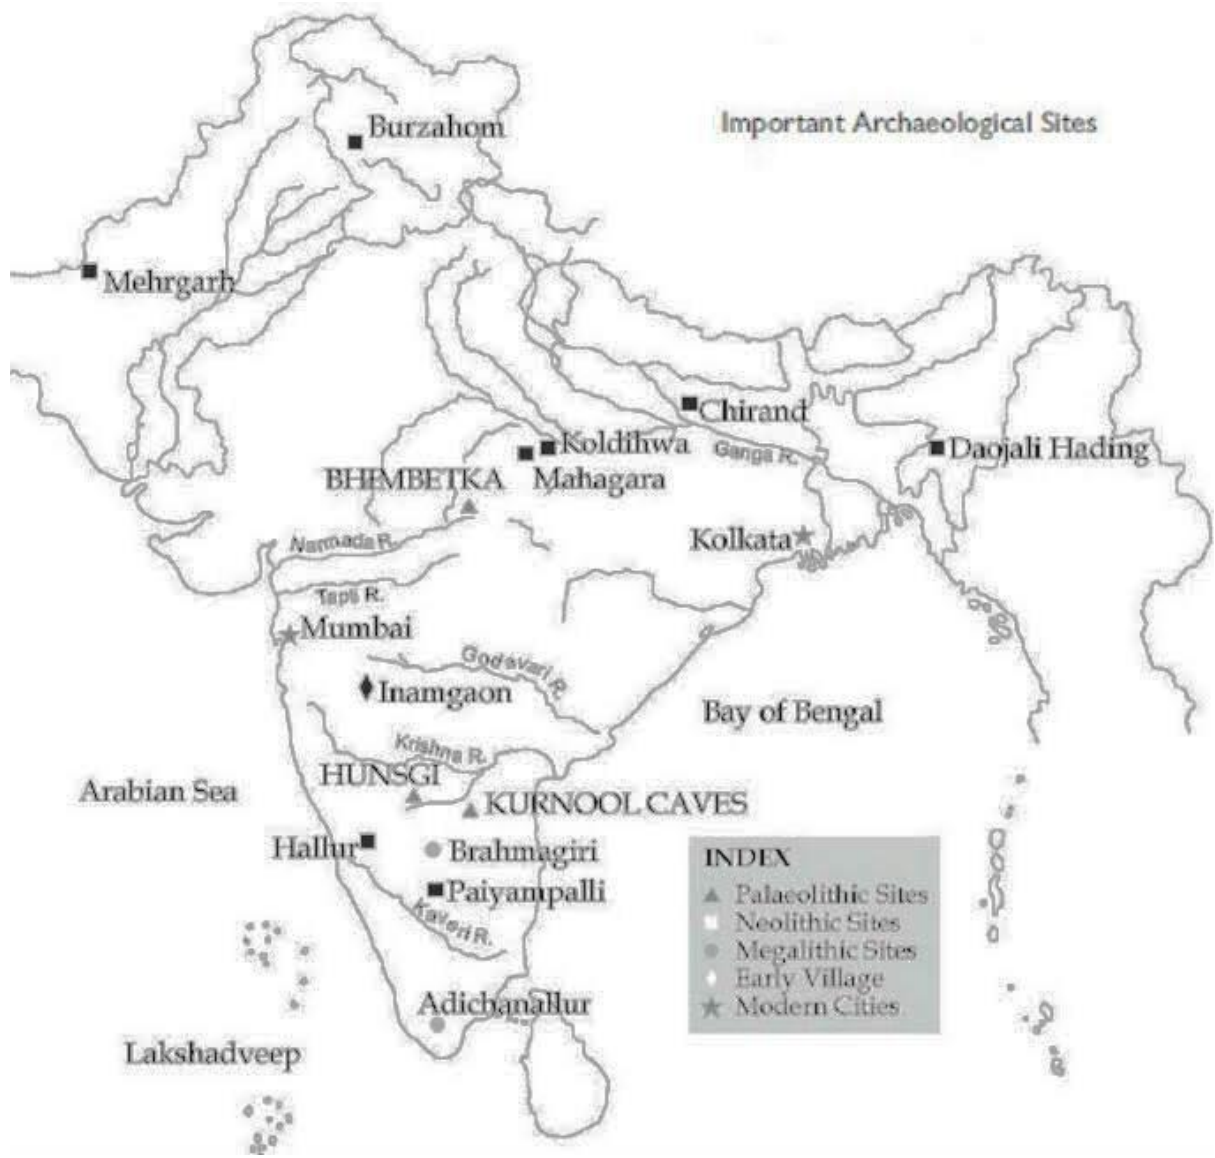 Important Archaeological Sites
Burzahom
Mehrgarh
Chirand
Koldihwa
Ganga R.
Daojali Hading
BHIMBETKA
Mahagara
Kolkata
Narmada R.
Tapti R.
Mumbai
Godavari R.
Inamgaon
Bay of Bengal
Krishna R.
HUNSGI
Arabian Sea
KURNOOL CAVES
Hallur
Brahmagiri
Paiyampalli
Kaveri R.
Adichanallur
Lakshadveep
INDEX
Palaeolithic Sites
Neolithic Sites
Megalithic Sites
Early Village
Modern Cities